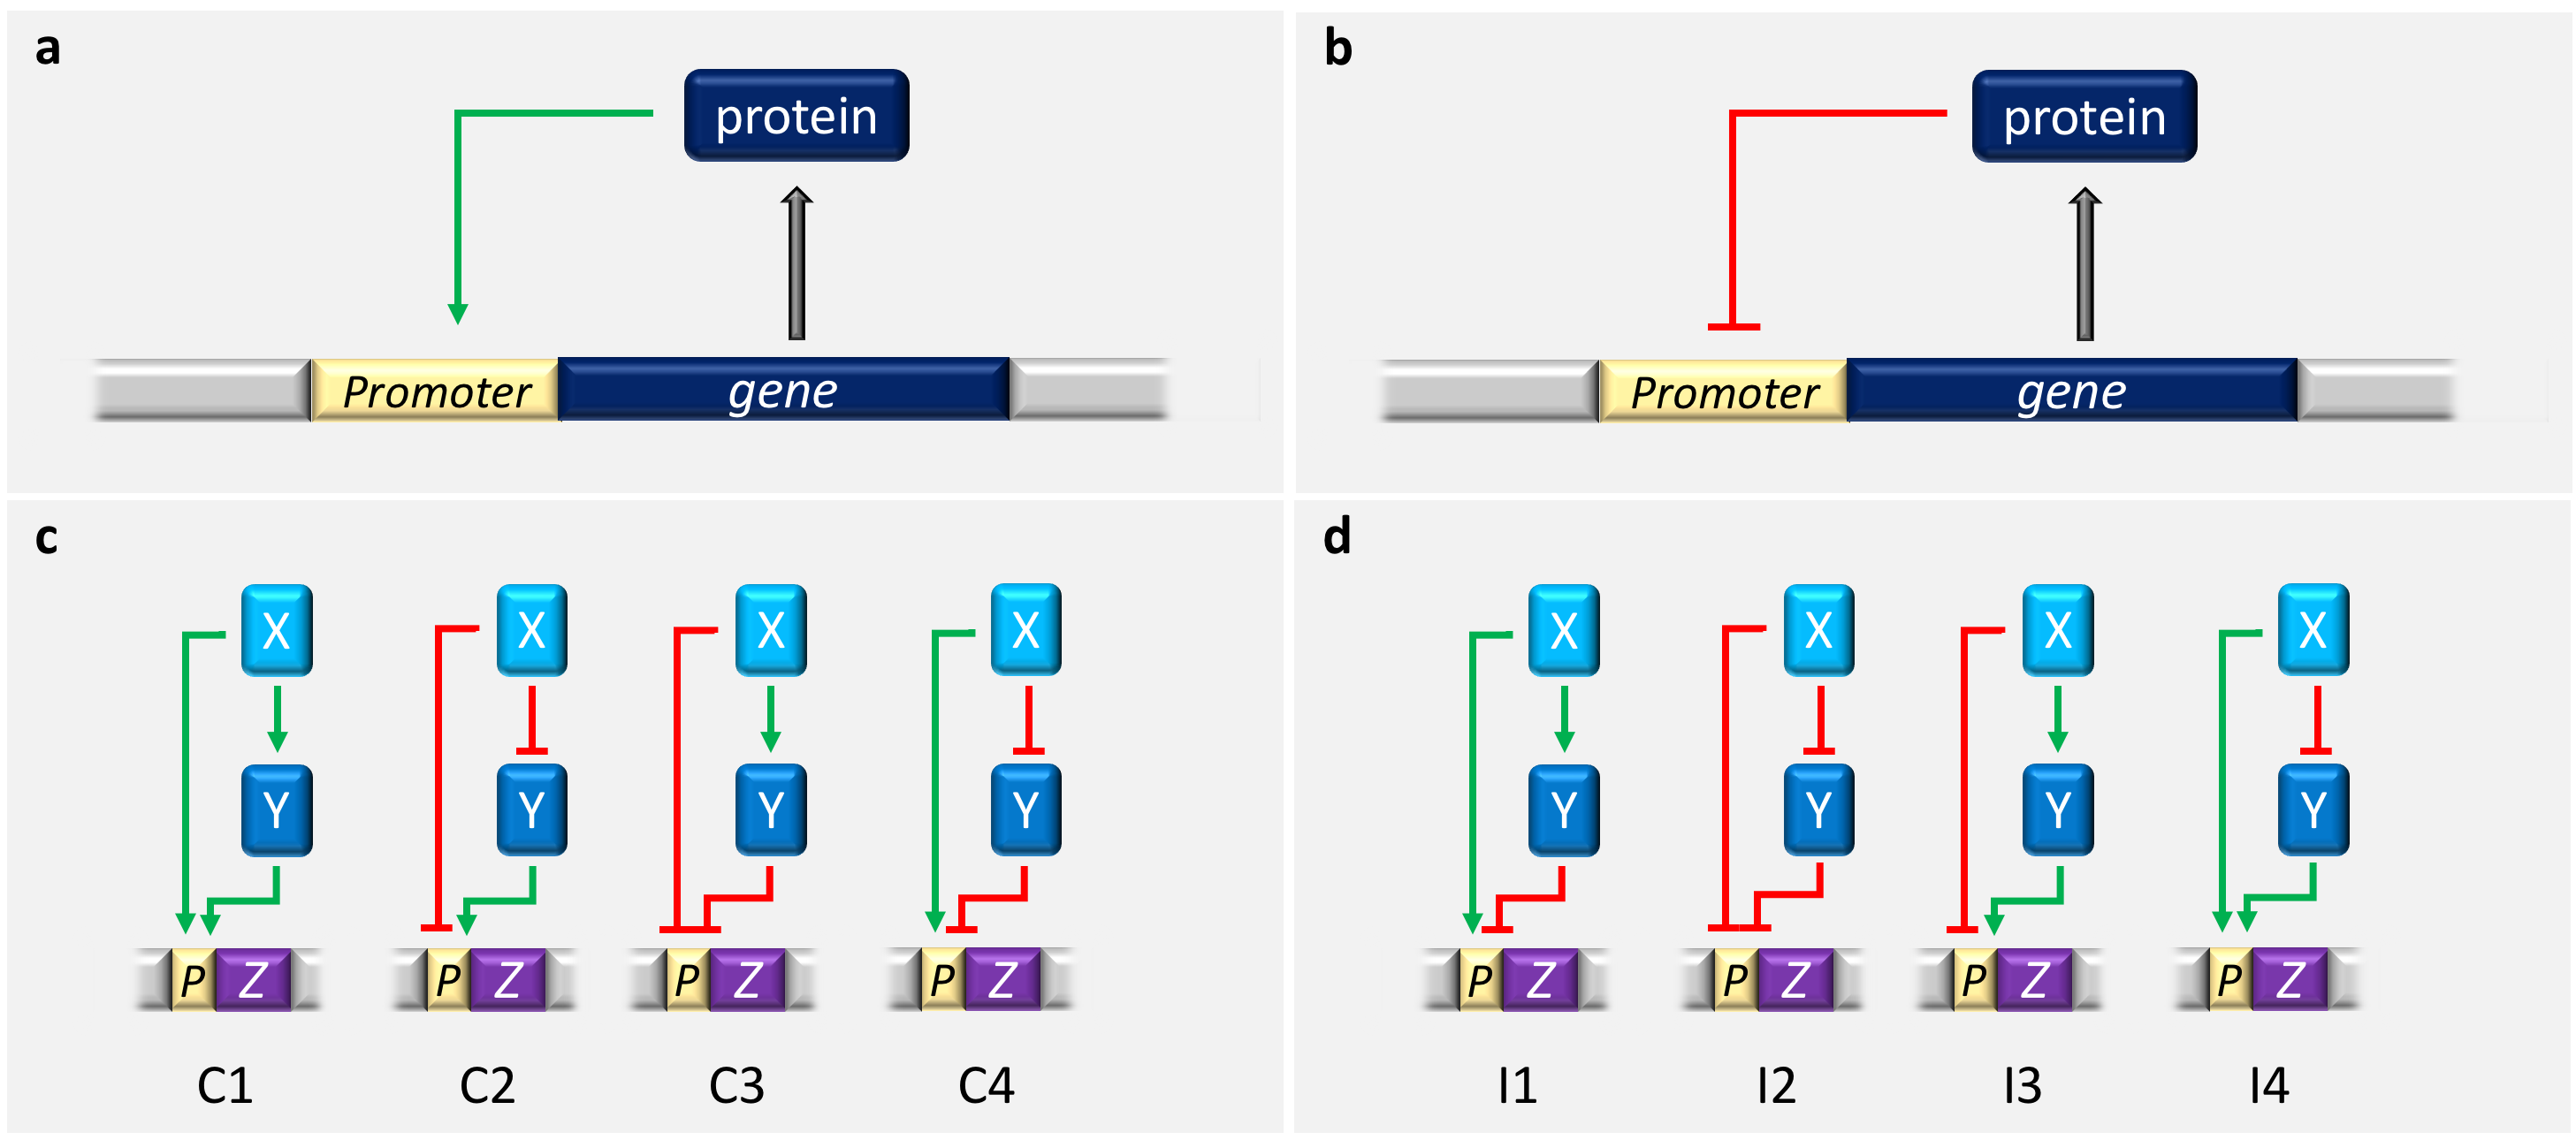 a
protein
Promoter gene
b
protein
Promoter gene
c
X X X X
Y Y Y Y
P Z P Z P Z P Z
C1 C2 C3 C4
d
X X X X
Y Y Y Y
P Z P Z P Z P Z
I1 I2 I3 I4